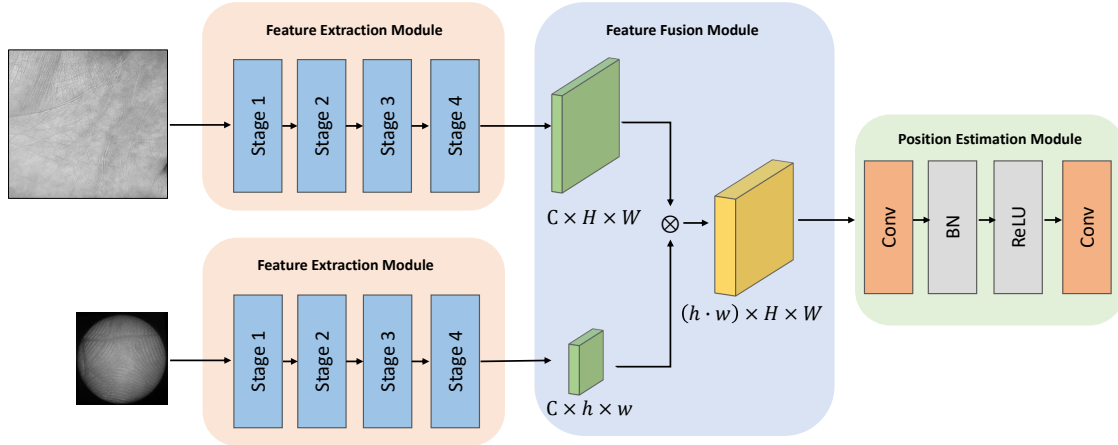 Feature Extraction Module
Stage 1
Stage 2
Stage 3
Stage 4
Feature Fusion Module
C × H × W
⊗
(h · w) × H × W
C × h × w
Position Estimation Module
Conv
BN
ReLU
Conv
Feature Extraction Module
Stage 1
Stage 2
Stage 3
Stage 4